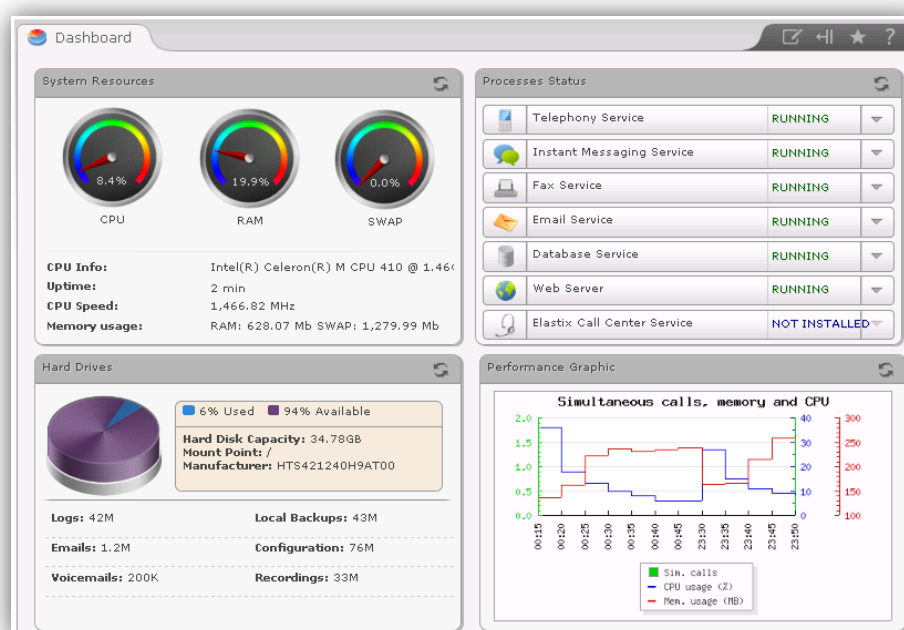 Dashboard
?
System Resources
8.4%
19.9%
0.0%
CPU
RAM
SWAP
CPU Info: Intel(R) Celeron(R) M CPU 410 @ 1.46
Uptime: 2 min
CPU Speed: 1,466.82 MHz
Memory usage: RAM: 628.07 Mb SWAP: 1,279.99 Mb
Processes Status
Telephony Service RUNNING
Instant Messaging Service RUNNING
Fax Service RUNNING
Email Service RUNNING
Database Service RUNNING
Web Server RUNNING
Elastix Call Center Service NOT INSTALLED
Hard Drives
6% Used 94% Available
Hard Disk Capacity: 34.78GB
Mount Point: /
Manufacturer: HTS421240H9AT00
Logs: 42M Local Backups: 43M
Emails: 1.2M Configuration: 76M
Voicemails: 200K Recordings: 33M
Performance Graphic
Simultaneous calls, memory and CPU
2.0 40 300
1.5 30 250
1.0 20 200
0.5 10 150
0.0 0 100
00:15 00:20 00:25 00:30 00:35 00:40 00:45 23:30 23:35 23:40 23:45 23:50
Sim. calls
CPU usage (%)
Mem. usage (MB)